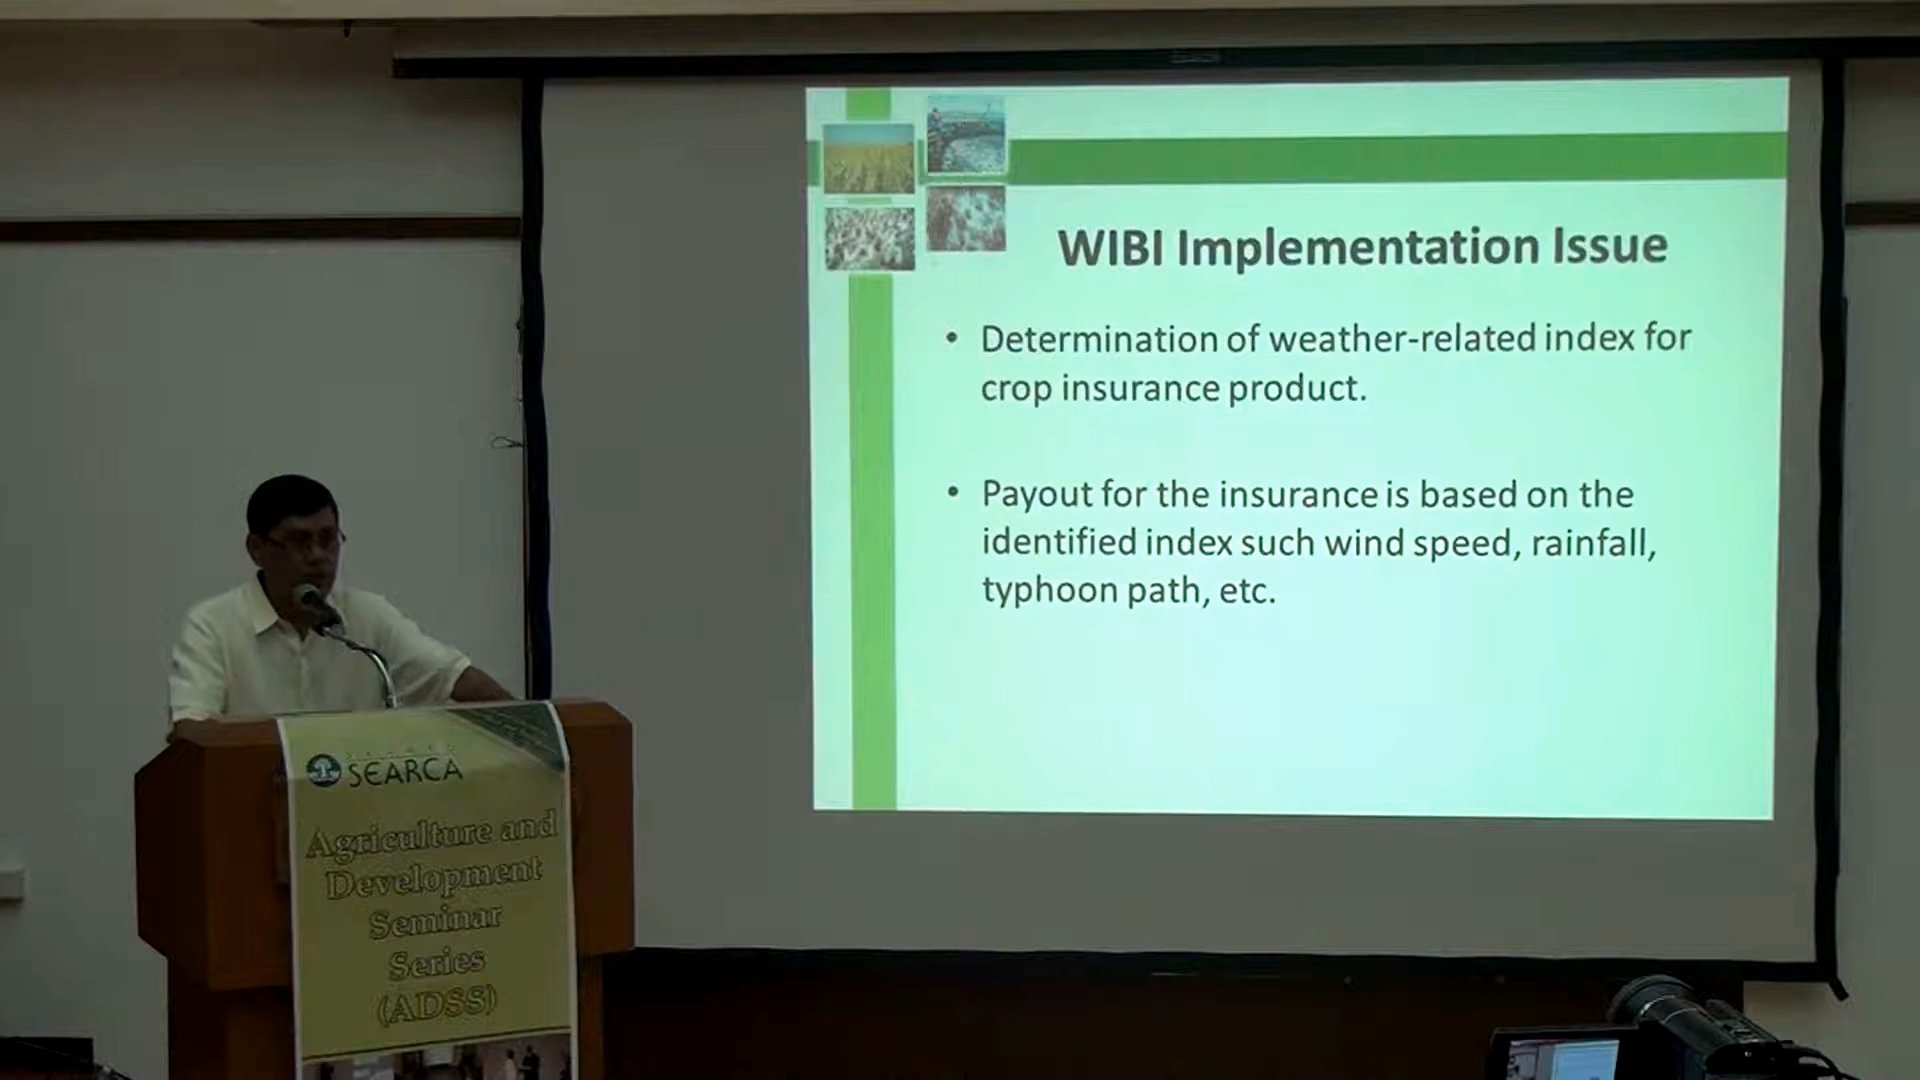 WIBI Implementation Issue
• Determination of weather-related index for
crop insurance product.
• Payout for the insurance is based on the
identified index such wind speed, rainfall,
typhoon path, etc.
SEARCA
Agriculture and
Development
Seminar
Series
(ADSS)